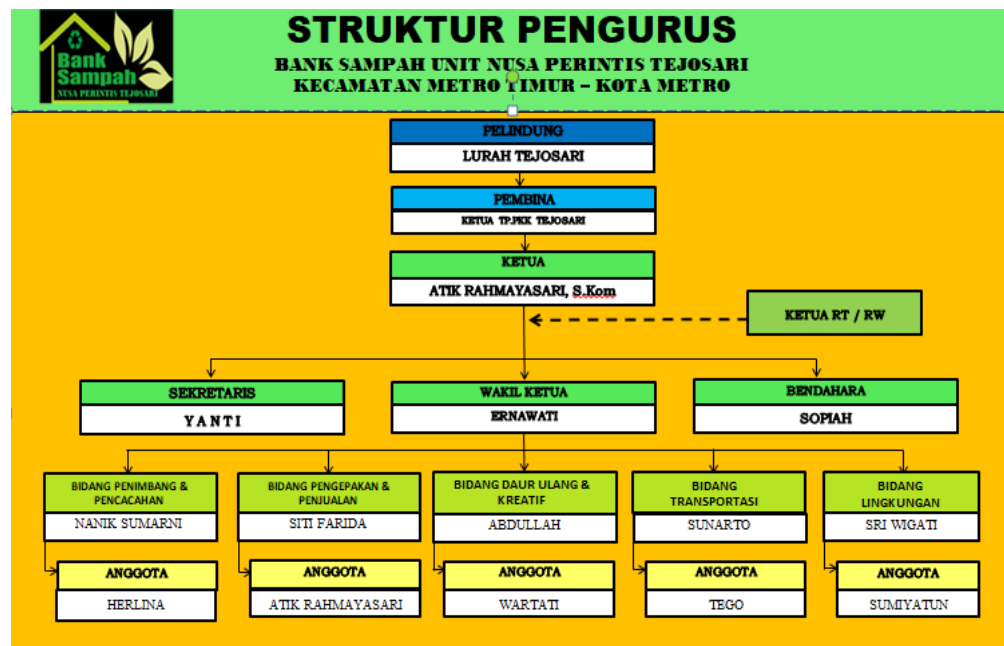 STRUKTUR PENGURUS
Bank
Sampah
NUSA PERINTIS TEJOSARI
BANK SAMPAH UNIT NUSA PERINTIS TEJOSARI
KECAMATAN METRO TIMUR – KOTA METRO
PELINDUNG
LURAH TEJOSARI
PEMBINA
KETUA TP.PKK TEJOSARI
KETUA
ATIK RAHMAYASARI, S.Kom
KETUA RT / RW
SEKRETARIS
Y A N T I
WAKIL KETUA
ERNAWATI
BENDAHARA
SOPIAH
BIDANG PENIMBANG &
PENCACAHAN
NANIK SUMARNI
BIDANG PENGEPAKAN &
PENJUALAN
SITI FARIDA
BIDANG DAUR ULANG &
KREATIF
ABDULLAH
BIDANG
TRANSPORTASI
SUNARTO
BIDANG
LINGKUNGAN
SRI WIGATI
ANGGOTA
HERLINA
ANGGOTA
ATIK RAHMAYASARI
ANGGOTA
WARTATI
ANGGOTA
TEGO
ANGGOTA
SUMIYATUN